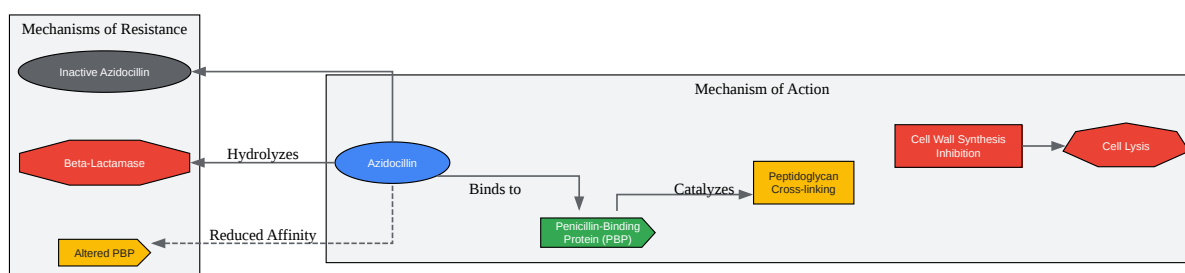 Mechanisms of Resistance
Inactive Azidocillin
Mechanism of Action
Cell Wall Synthesis
Inhibition
Cell Lysis
Hydrolyzes
Beta-Lactamase
Azidocillin
Peptidoglycan
Cross-linking
Binds to
Catalyzes
Penicillin-Binding
Protein (PBP)
Reduced Affinity
Altered PBP